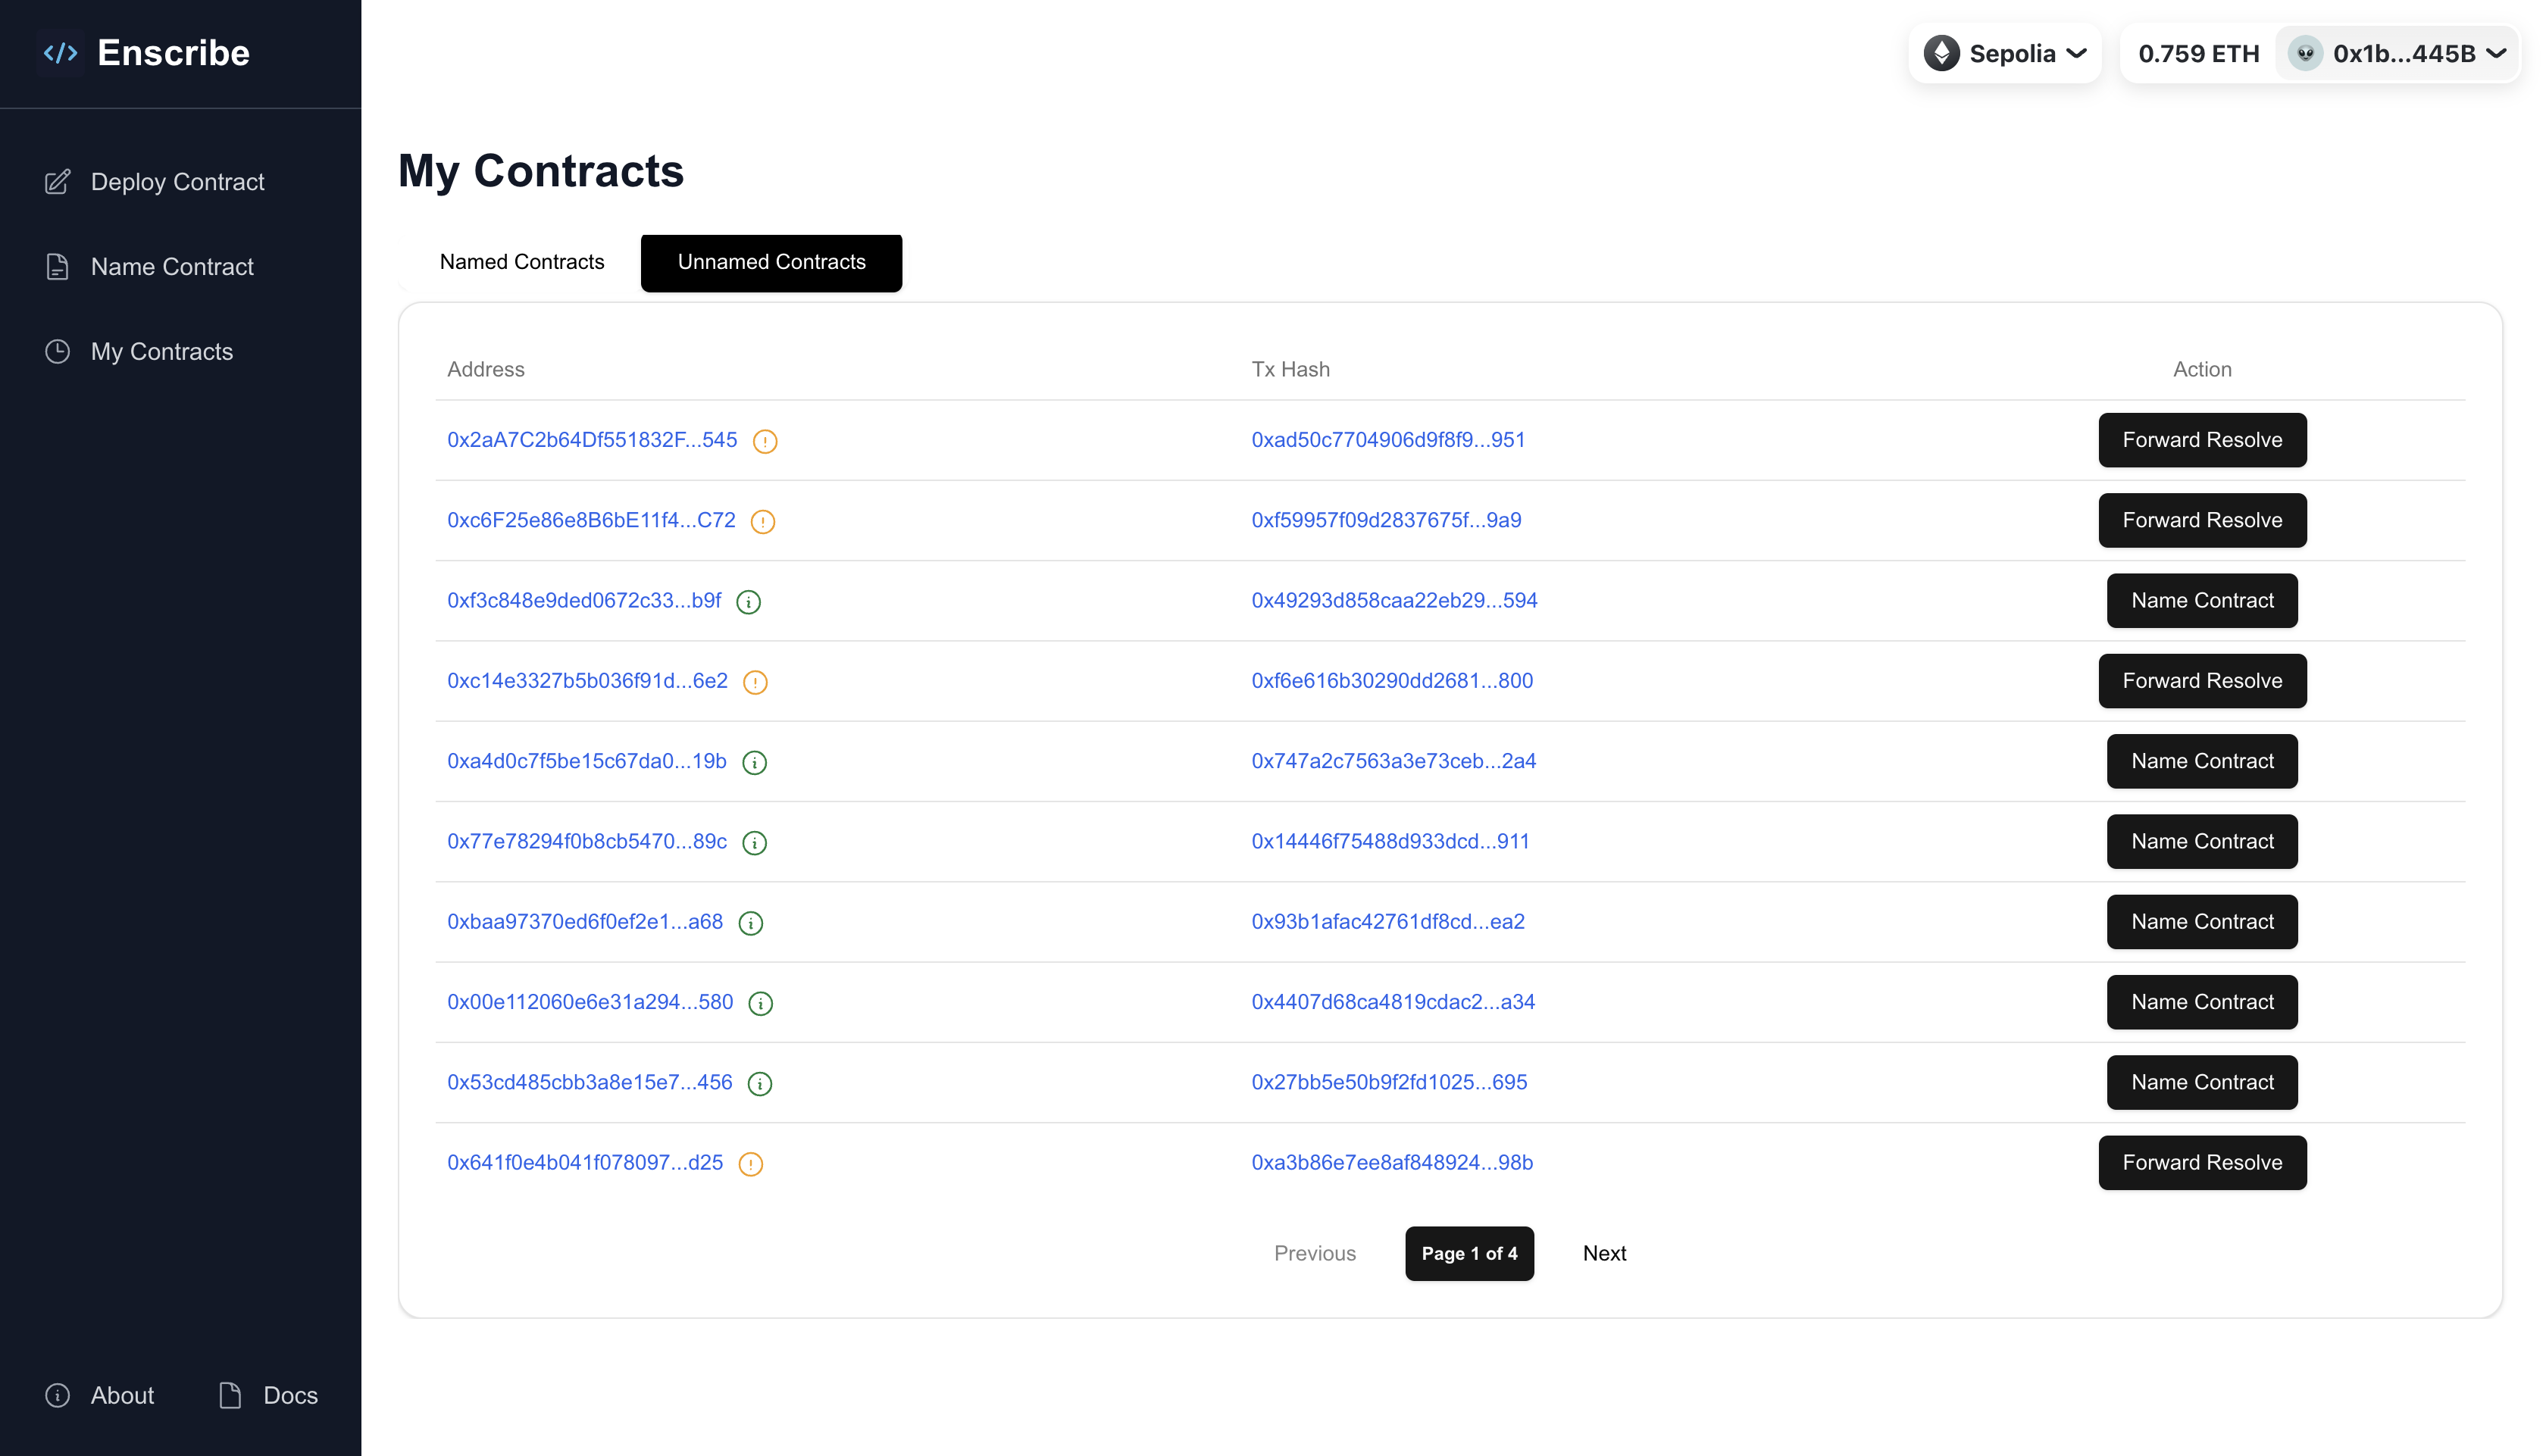 </> Enscribe
Sepolia
0.759 ETH
0x1b...445B
Deploy Contract
Name Contract
My Contracts
My Contracts
Named Contracts
Unnamed Contracts
Address Tx Hash Action
0x2aA7C2b64Df551832F...545 0xad50c7704906d9f8f9...951 Forward Resolve
0xc6F25e86e8B6bE11f4...C72 0xf59957f09d2837675f...9a9 Forward Resolve
0xf3c848e9ded0672c33...b9f 0x49293d858caa22eb29...594 Name Contract
0xc14e3327b5b036f91d...6e2 0xf6e616b30290dd2681...800 Forward Resolve
0xa4d0c7f5be15c67da0...19b 0x747a2c7563a3e73ceb...2a4 Name Contract
0x77e78294f0b8cb5470...89c 0x14446f75488d933dcd...911 Name Contract
0xbaa97370ed6f0ef2e1...a68 0x93b1afac42761df8cd...ea2 Name Contract
0x00e112060e6e31a294...580 0x4407d68ca4819cdac2...a34 Name Contract
0x53cd485cbb3a8e15e7...456 0x27bb5e50b9f2fd1025...695 Name Contract
0x641f0e4b041f078097...d25 0xa3b86e7ee8af848924...98b Forward Resolve
Previous Page 1 of 4 Next
About Docs